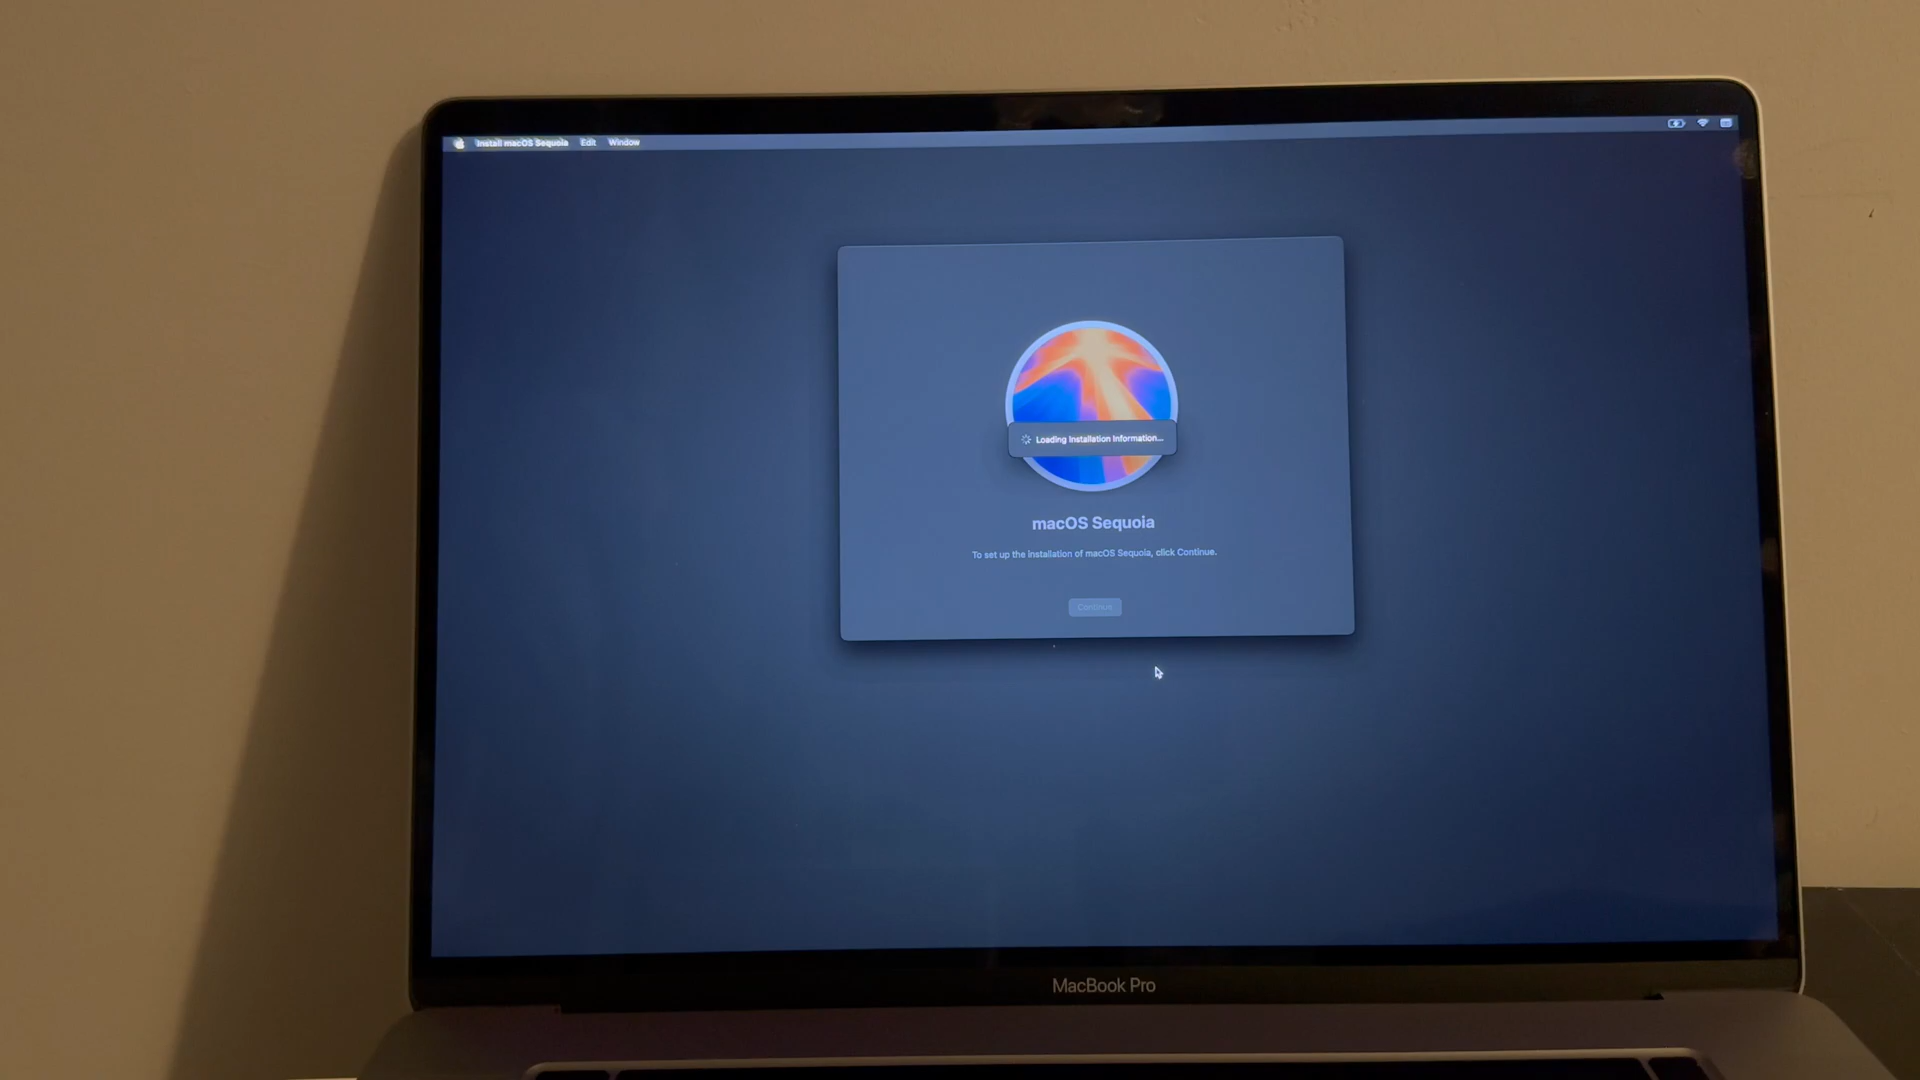 Install macOS Sequoia Edit Window
Loading Installation Information...
macOS Sequoia
To set up the installation of macOS Sequoia, click Continue.
Continue
MacBook Pro